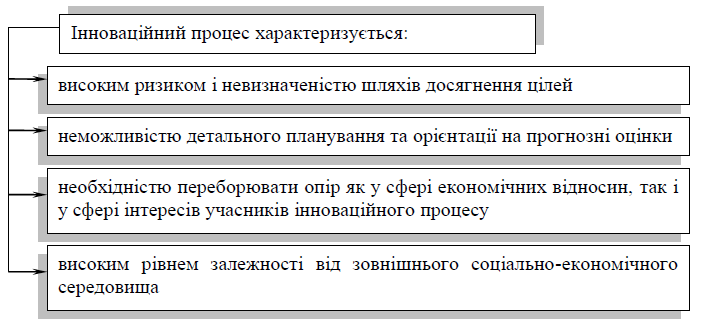 Інноваційний процес характеризується:
високим ризиком і невизначеністю шляхів досягнення цілей
неможливістю детального планування та орієнтації на прогнозні оцінки
необхідністю переборювати опір як у сфері економічних відносин, так і
у сфері інтересів учасників інноваційного процесу
високим рівнем залежності від зовнішнього соціально-економічного
середовища